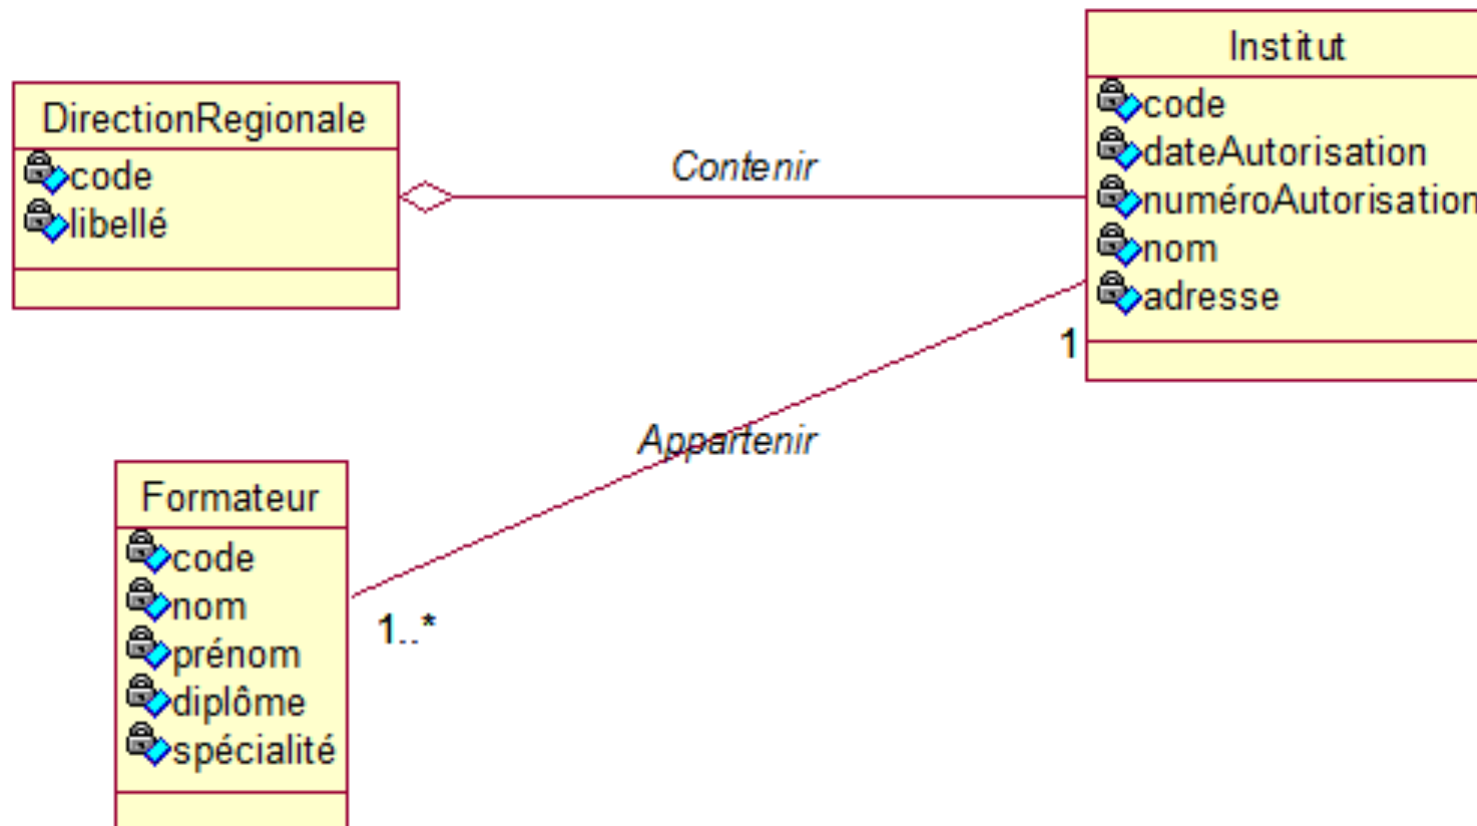 DirectionRegionale
code
libellé
Contenir
Institut
code
dateAutorisation
numéroAutorisation
nom
adresse
1
Appartenir
1..*
Formateur
code
nom
prénom
diplôme
spécialité